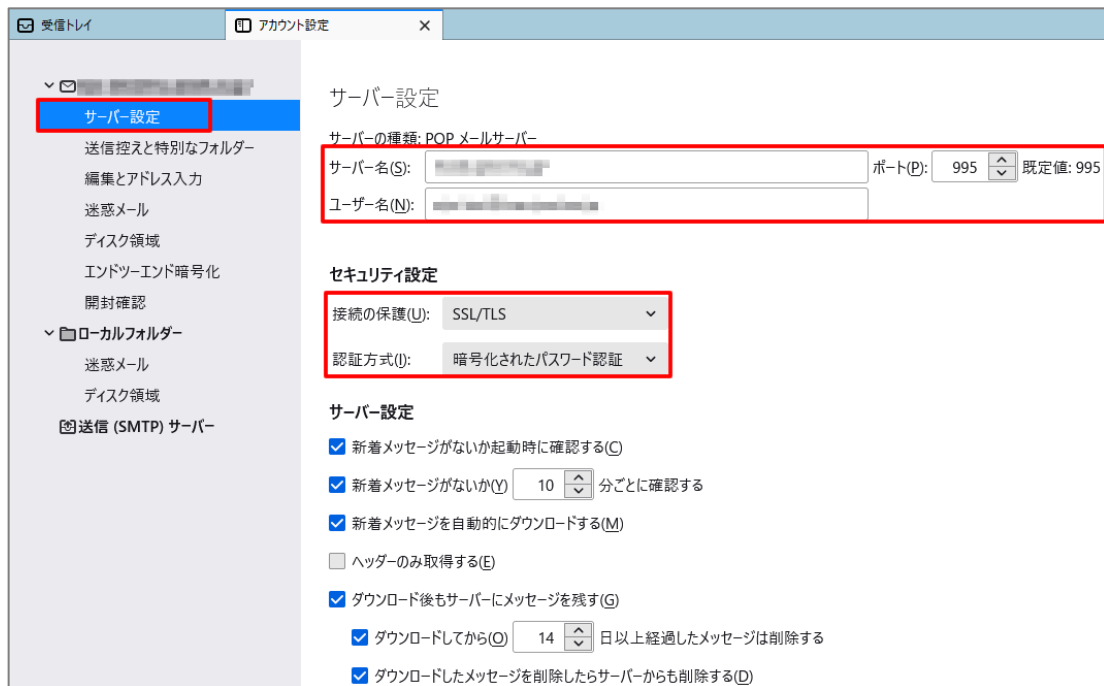 受信トレイ
アカウント設定
サーバー設定
送信控えと特別なフォルダー
編集とアドレス入力
迷惑メール
ディスク領域
エンドツーエンド暗号化
開封確認
ローカルフォルダー
迷惑メール
ディスク領域
送信 (SMTP) サーバー
サーバー設定
サーバーの種類: POP メールサーバー
サーバー名(S): ポート(P): 995 既定値: 995
ユーザー名(N):
セキュリティ設定
接続の保護(U): SSL/TLS
認証方式(I): 暗号化されたパスワード認証
サーバー設定
新着メッセージがないか起動時に確認する(C)
新着メッセージがないか(Y) 10 分ごとに確認する
新着メッセージを自動的にダウンロードする(M)
ヘッダーのみ取得する(E)
ダウンロード後もサーバーにメッセージを残す(G)
ダウンロードしてから(O) 14 日以上経過したメッセージは削除する
ダウンロードしたメッセージを削除したらサーバーからも削除する(D)